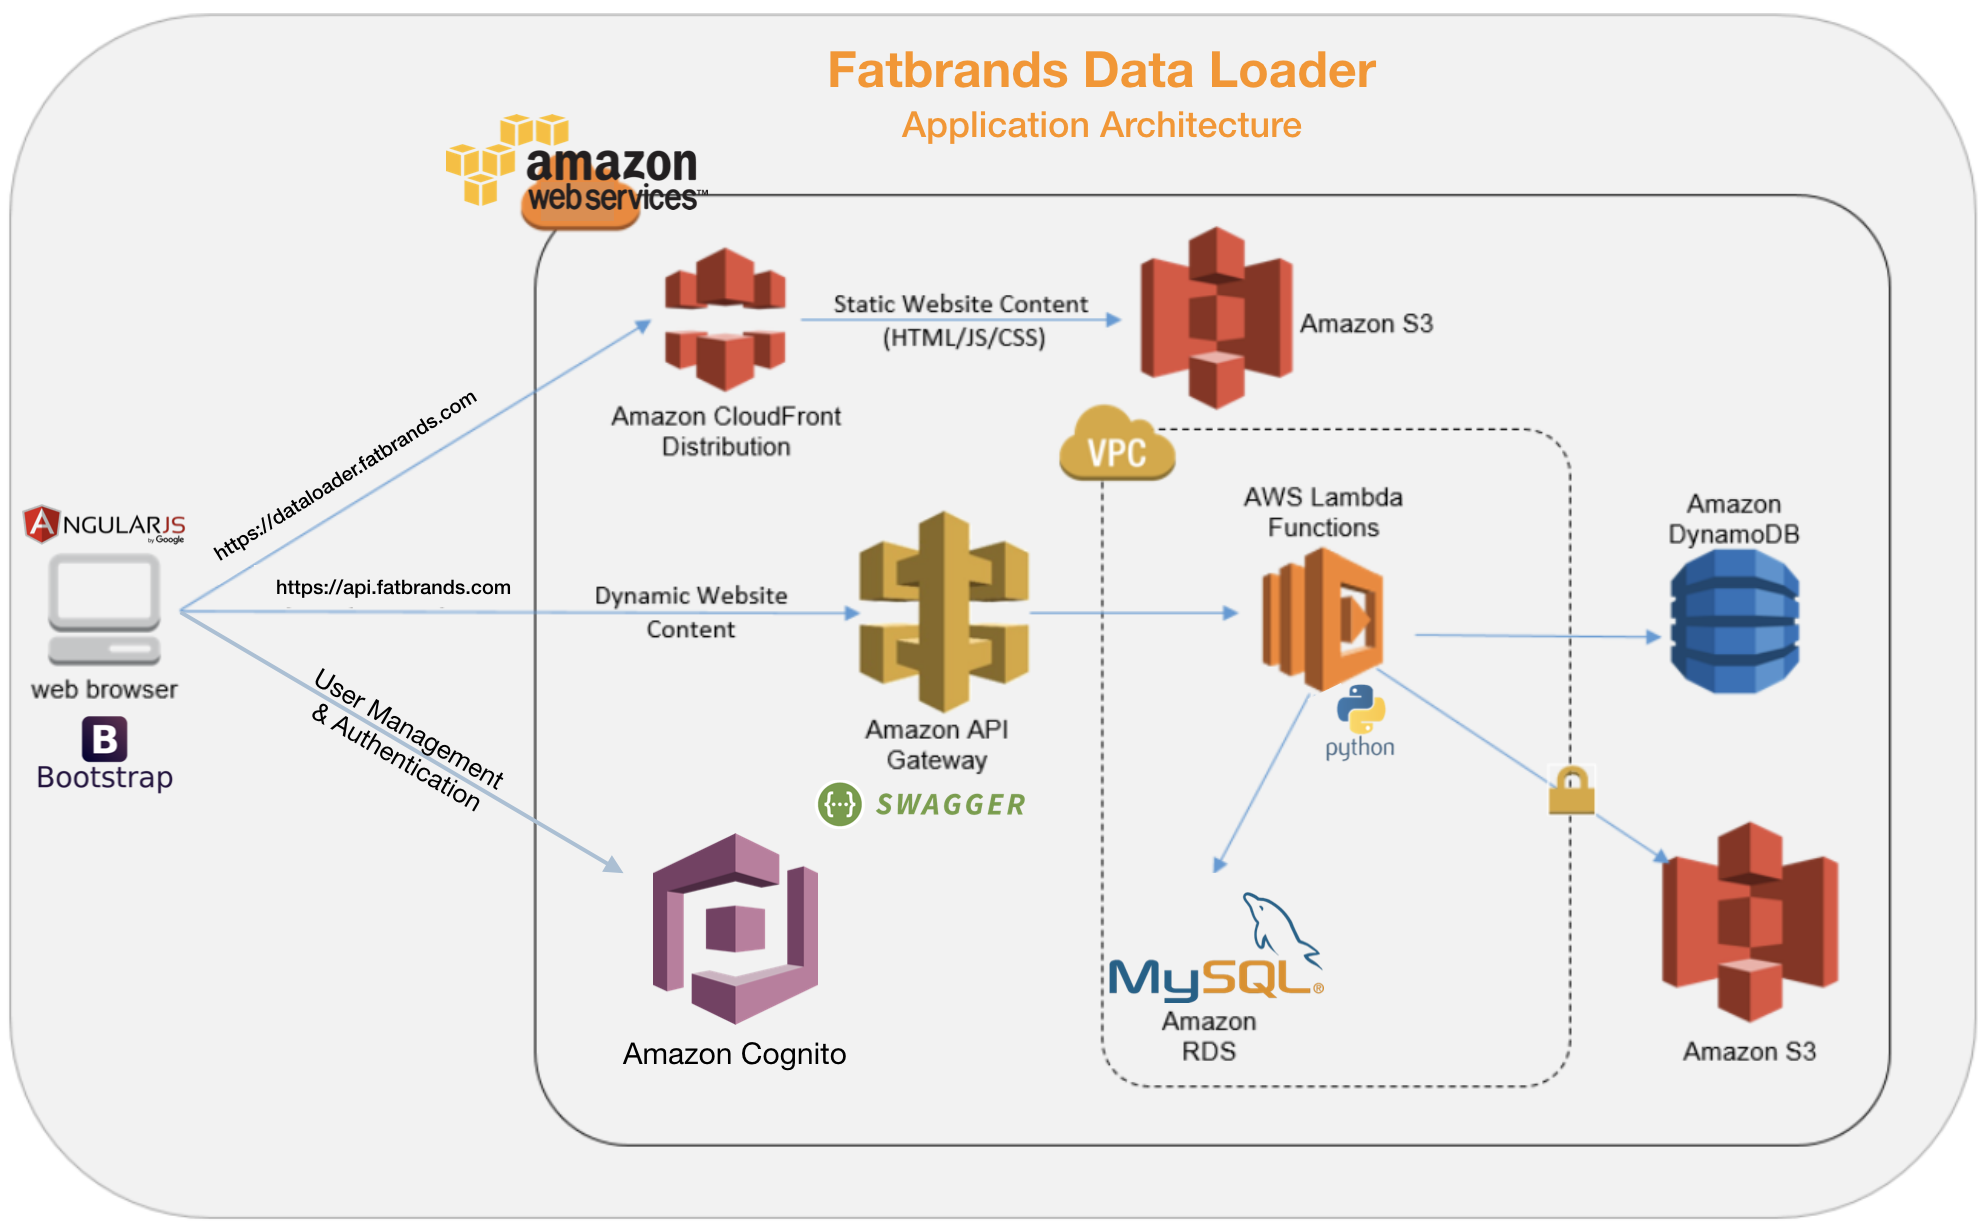 Fatbrands Data Loader
Application Architecture
amazon
web services™
Static Website Content
(HTML/JS/CSS)
Amazon S3
Amazon CloudFront
Distribution
https://dataloader.fatbrands.com
VPC
AWS Lambda
Functions
Amazon
DynamoDB
ANGULARJS
by Google
https://api.fatbrands.com
Dynamic Website
Content
web browser
B
Bootstrap
User Management
& Authentication
Amazon API
Gateway
{···} SWAGGER
python
MySQL®
Amazon
RDS
Amazon Cognito
Amazon S3